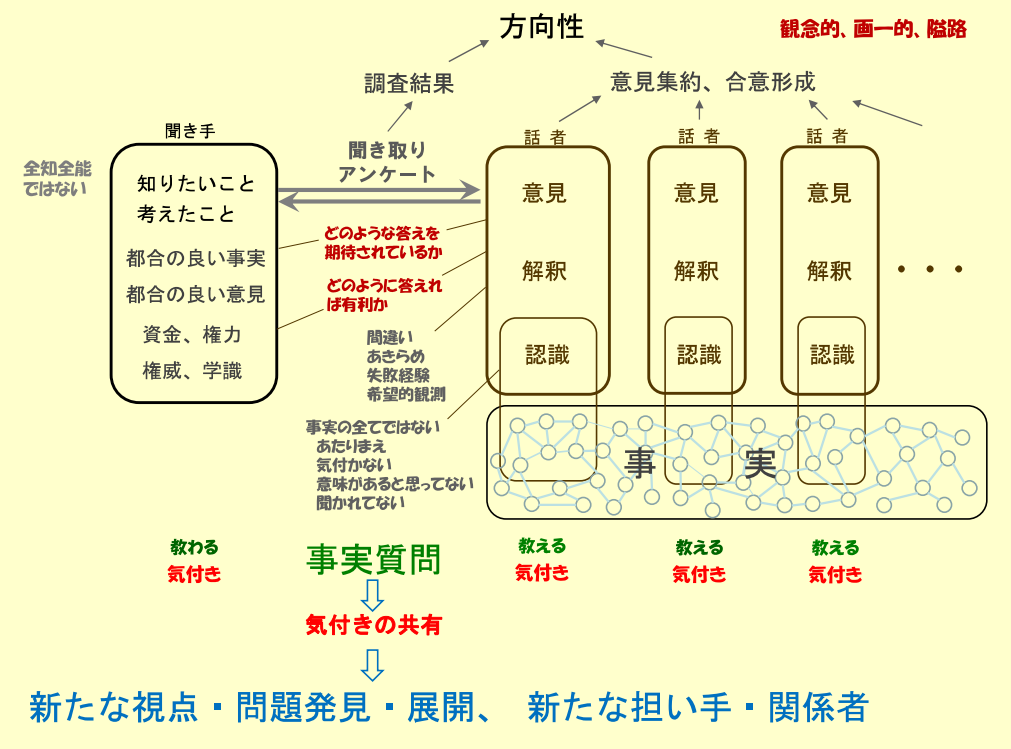 方向性
観念的、画一的、隘路
調査結果
意見集約、合意形成
聞き手
話 者
話 者
話 者
全知全能
ではない
聞き取り
アンケート
知りたいこと
考えたこと
都合の良い事実
都合の良い意見
資金、権力
権威、学識
どのような答えを
期待されているか
どのように答えれ
ば有利か
間違い
あきらめ
失敗経験
希望的観測
事実の全てではない
あたりまえ
気付かない
意味があると思ってない
聞かれてない
意見
解釈
認識
意見
解釈
認識
意見
解釈
認識
・・・
事 実
教わる
気付き
事実質問
教える
気付き
教える
気付き
教える
気付き
気付きの共有
新たな視点・問題発見・展開、 新たな担い手・関係者